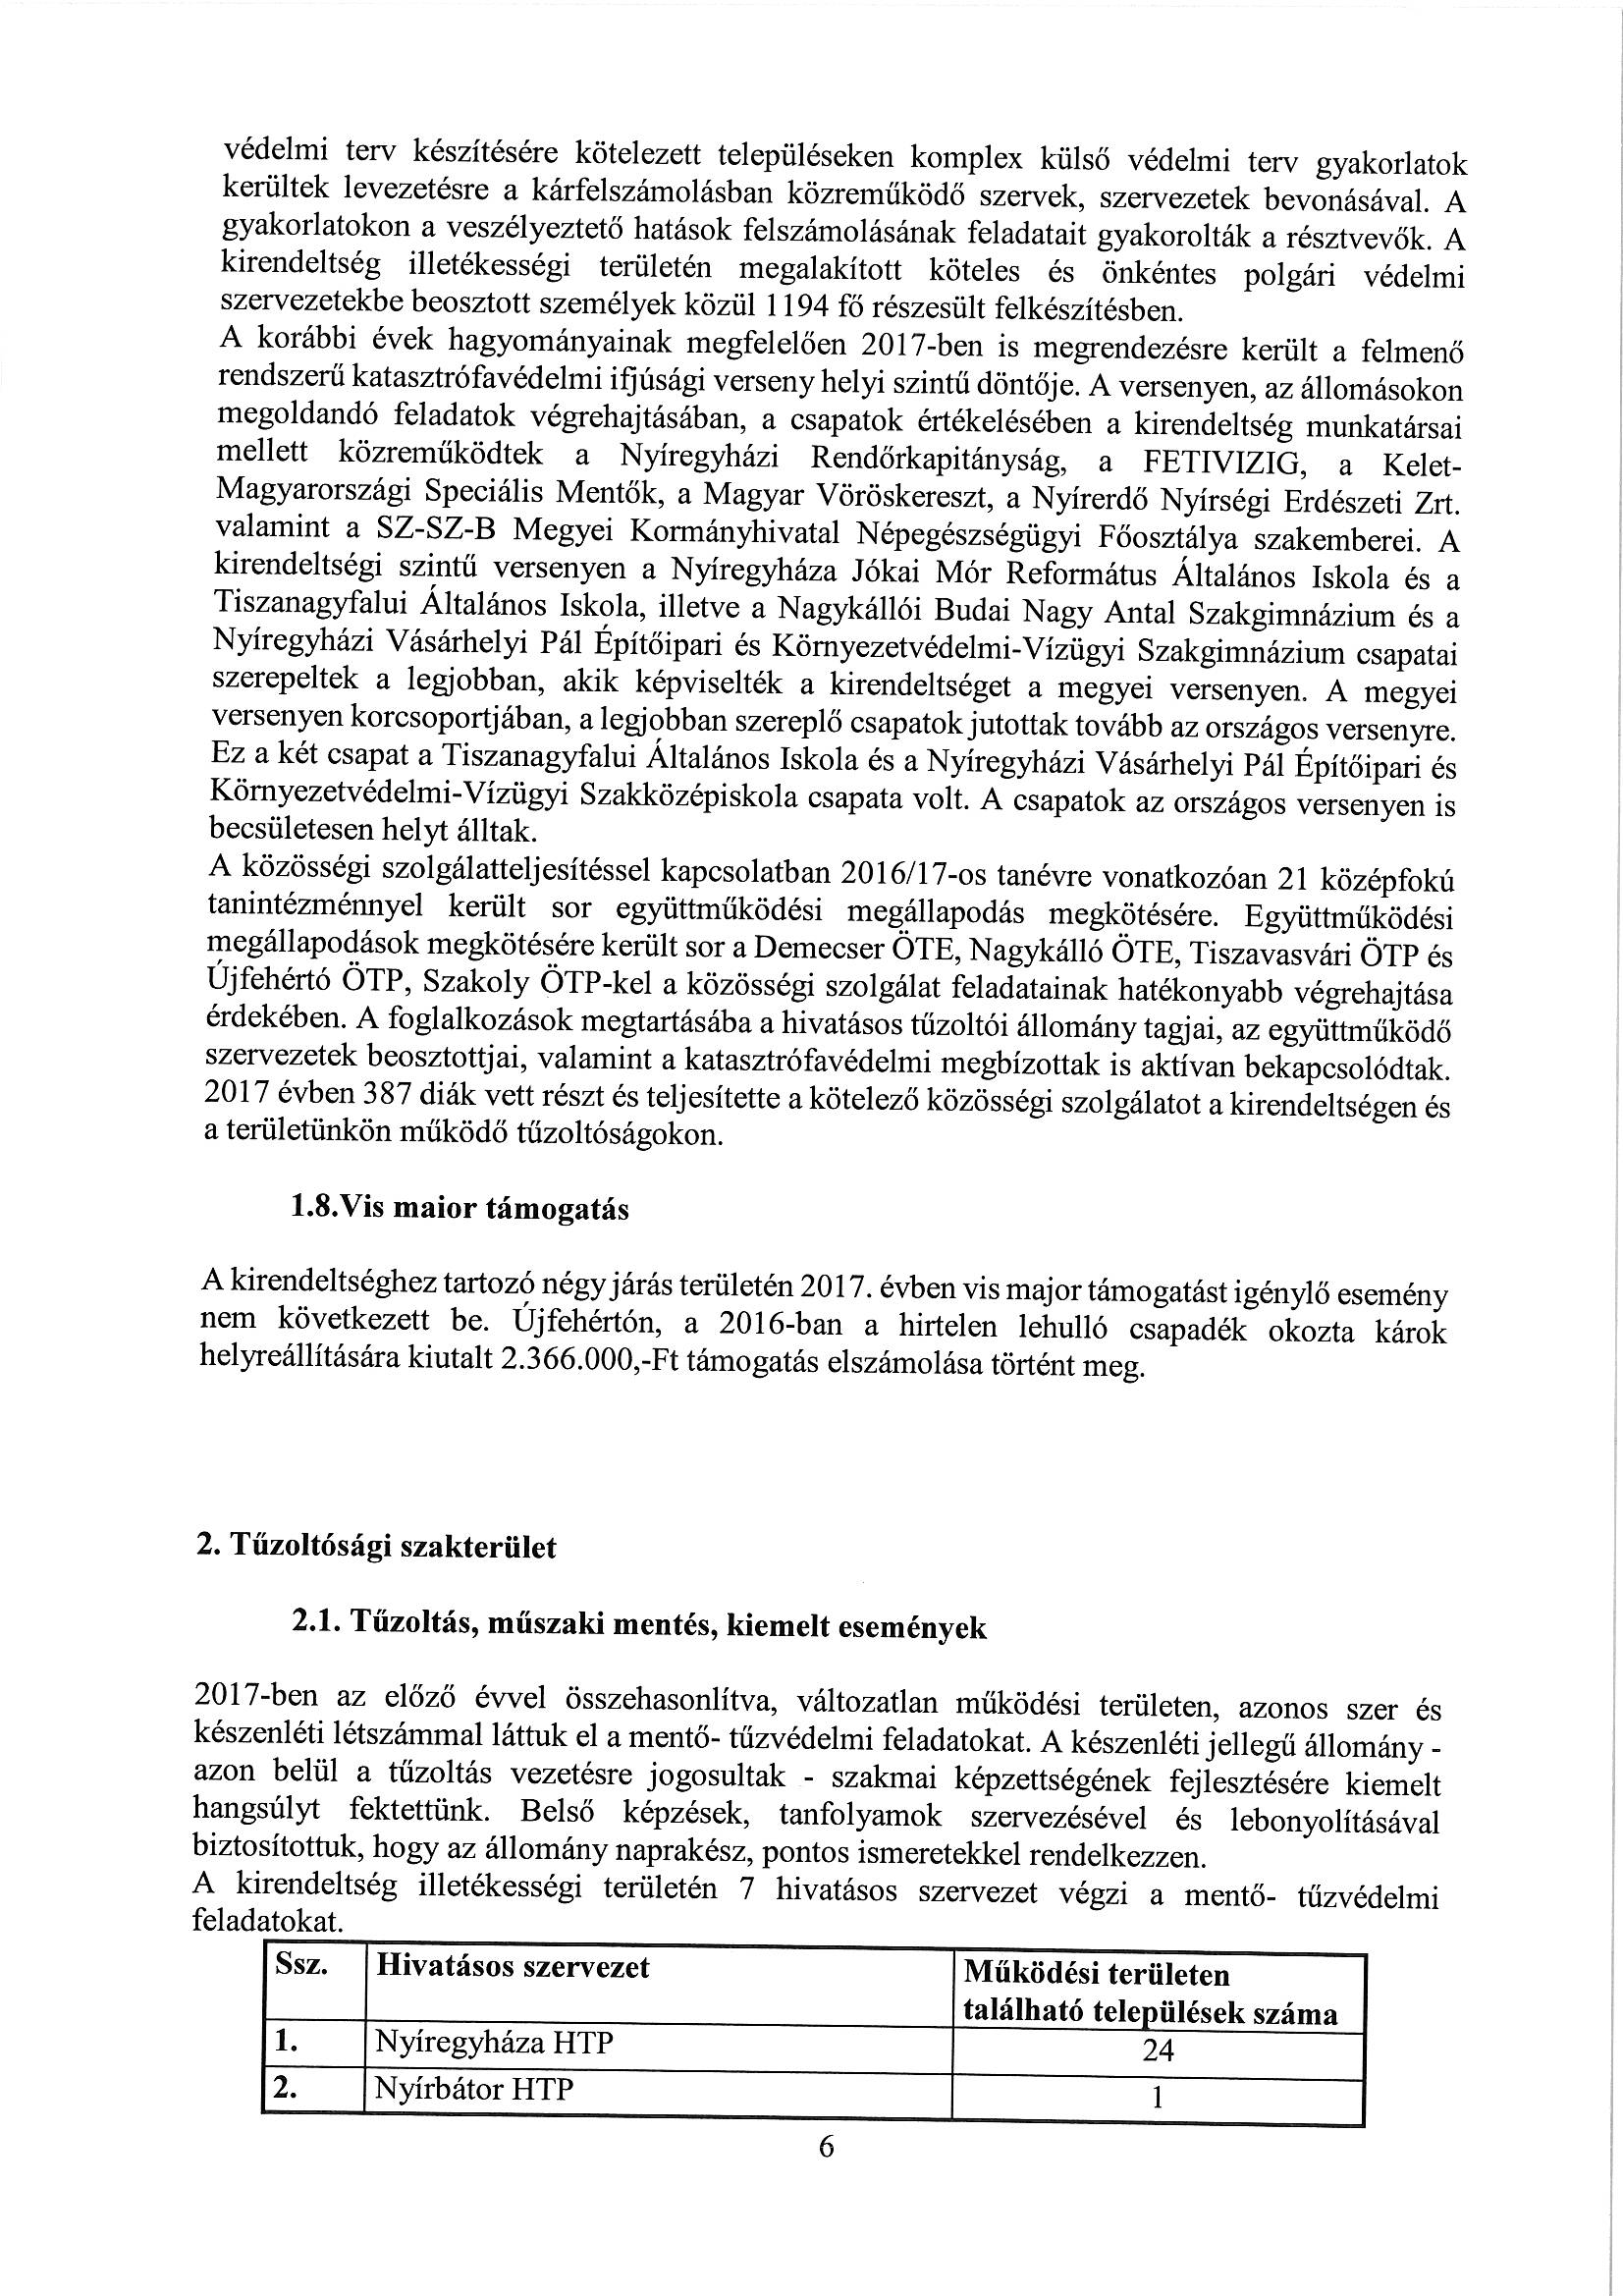 védelmi terv készítésére kötelezett településeken komplex külső védelmi terv gyakorlatok
kerültek levezetésre a kárfelszámolásban közreműködő szervek, szervezetek bevonásával. A
gyakorlatokon a veszélyeztető hatások felszámolásának feladatait gyakorolták a résztvevők. A
kirendeltség illetékességi területén megalakított köteles és önkéntes polgári védelmi
szervezetekbe beosztott személyek közül 1194 fő részesült felkészítésben.
A korábbi évek hagyományainak megfelelően 2017-ben is megrendezésre került a felmenő
rendszerű katasztrófavédelmi ifjúsági verseny helyi szintű döntője. A versenyen, az állomásokon
megoldandó feladatok végrehajtásában, a csapatok értékelésében a kirendeltség munkatársai
mellett közreműködtek a Nyíregyházi Rendőrkapitányság, a FETIVIZIG, a Kelet-
Magyarországi Speciális Mentők, a Magyar Vöröskereszt, a Nyírerdő Nyírségi Erdészeti Zrt.
valamint a SZ-SZ-B Megyei Kormányhivatal Népegészségügyi Főosztálya szakemberei. A
kirendeltségi szintű versenyen a Nyíregyháza Jókai Mór Református Általános Iskola és a
Tiszanagyfalui Általános Iskola, illetve a Nagykállói Budai Nagy Antal Szakgimnázium és a
Nyíregyházi Vásárhelyi Pál Építőipari és Környezetvédelmi-Vízügyi Szakgimnázium csapatai
szerepeltek a legjobban, akik képviselték a kirendeltséget a megyei versenyen. A megyei
versenyen korcsoportjában, a legjobban szereplő csapatok jutottak tovább az országos versenyre.
Ez a két csapat a Tiszanagyfalui Általános Iskola és a Nyíregyházi Vásárhelyi Pál Építőipari és
Környezetvédelmi-Vízügyi Szakközépiskola csapata volt. A csapatok az országos versenyen is
becsületesen helyt álltak.
A közösségi szolgálatteljesítéssel kapcsolatban 2016/17-os tanévre vonatkozóan 21 középfokú
tanintézménnyel került sor együttműködési megállapodás megkötésére. Együttműködési
megállapodások megkötésére került sor a Demecser ÖTE, Nagykálló ÖTE, Tiszavasvári ÖTP és
Újfehértó ÖTP, Szakoly ÖTP-kel a közösségi szolgálat feladatainak hatékonyabb végrehajtása
érdekében. A foglalkozások megtartásába a hivatásos tűzoltói állomány tagjai, az együttműködő
szervezetek beosztottjai, valamint a katasztrófavédelmi megbízottak is aktívan bekapcsolódtak.
2017 évben 387 diák vett részt és teljesítette a kötelező közösségi szolgálatot a kirendeltségen és
a területünkön működő tűzoltóságokon.
1.8.Vis maior támogatás
A kirendeltséghez tartozó négy járás területén 2017. évben vis major támogatást igénylő esemény
nem következett be. Újfehértón, a 2016-ban a hirtelen lehulló csapadék okozta károk
helyreállítására kiutalt 2.366.000,-Ft támogatás elszámolása történt meg.
2. Tűzoltósági szakterület
2.1. Tűzoltás, műszaki mentés, kiemelt események
2017-ben az előző évvel összehasonlítva, változatlan működési területen, azonos szer és
készenléti létszámmal láttuk el a mentő- tűzvédelmi feladatokat. A készenléti jellegű állomány -
azon belül a tűzoltás vezetésre jogosultak - szakmai képzettségének fejlesztésére kiemelt
hangsúlyt fektettünk. Belső képzések, tanfolyamok szervezésével és lebonyolításával
biztosítottuk, hogy az állomány naprakész, pontos ismeretekkel rendelkezzen.
A kirendeltség illetékességi területén 7 hivatásos szervezet végzi a mentő- tűzvédelmi
feladatokat.
Ssz. Hivatásos szervezet Működési területen
található települések száma
1. Nyíregyháza HTP 24
2. Nyírbátor HTP 1
6